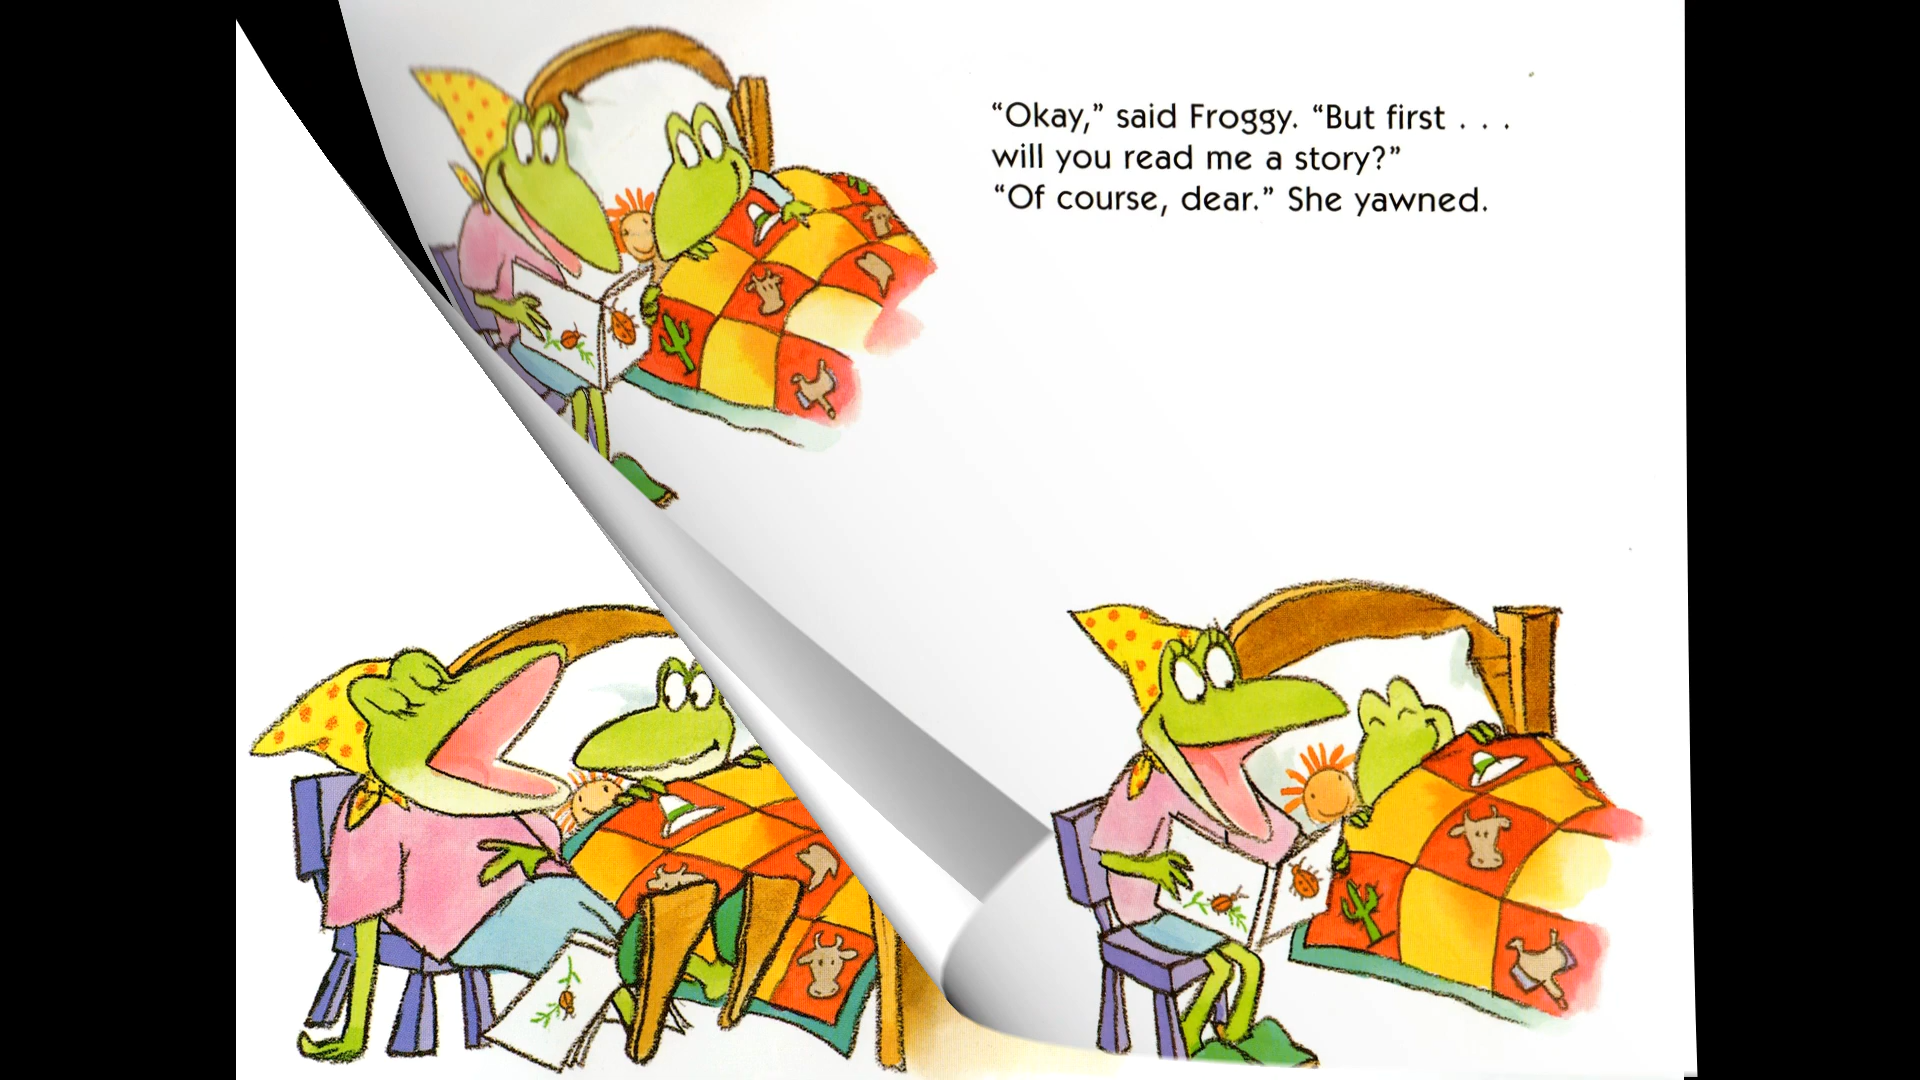 “Okay,” said Froggy. “But first . . .
will you read me a story?”
“Of course, dear.” She yawned.